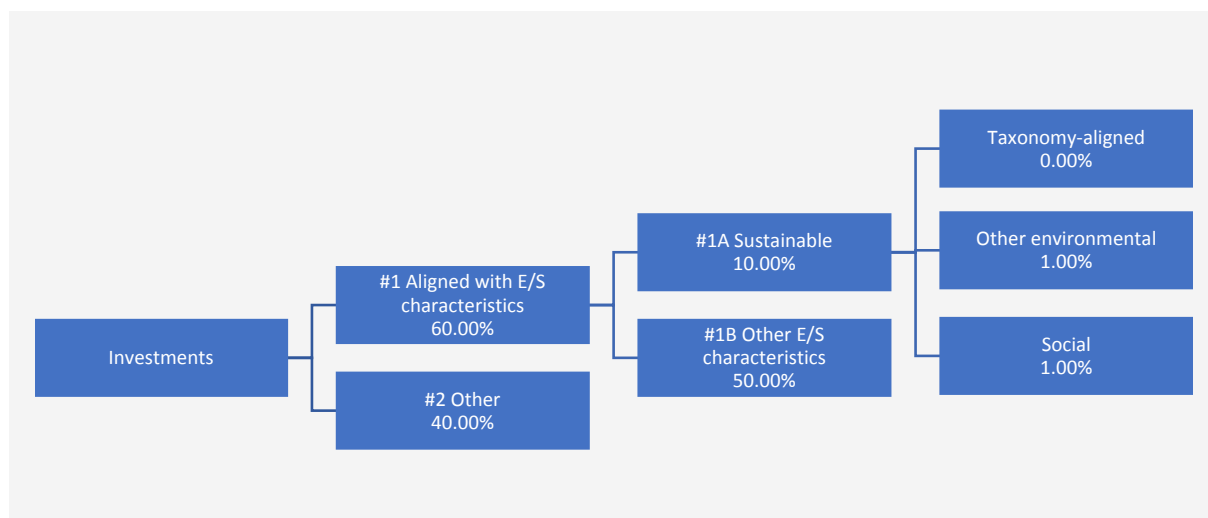 Investments
#1 Aligned with E/S
characteristics
60.00%
#2 Other
40.00%
#1A Sustainable
10.00%
#1B Other E/S
characteristics
50.00%
Taxonomy-aligned
0.00%
Other environmental
1.00%
Social
1.00%